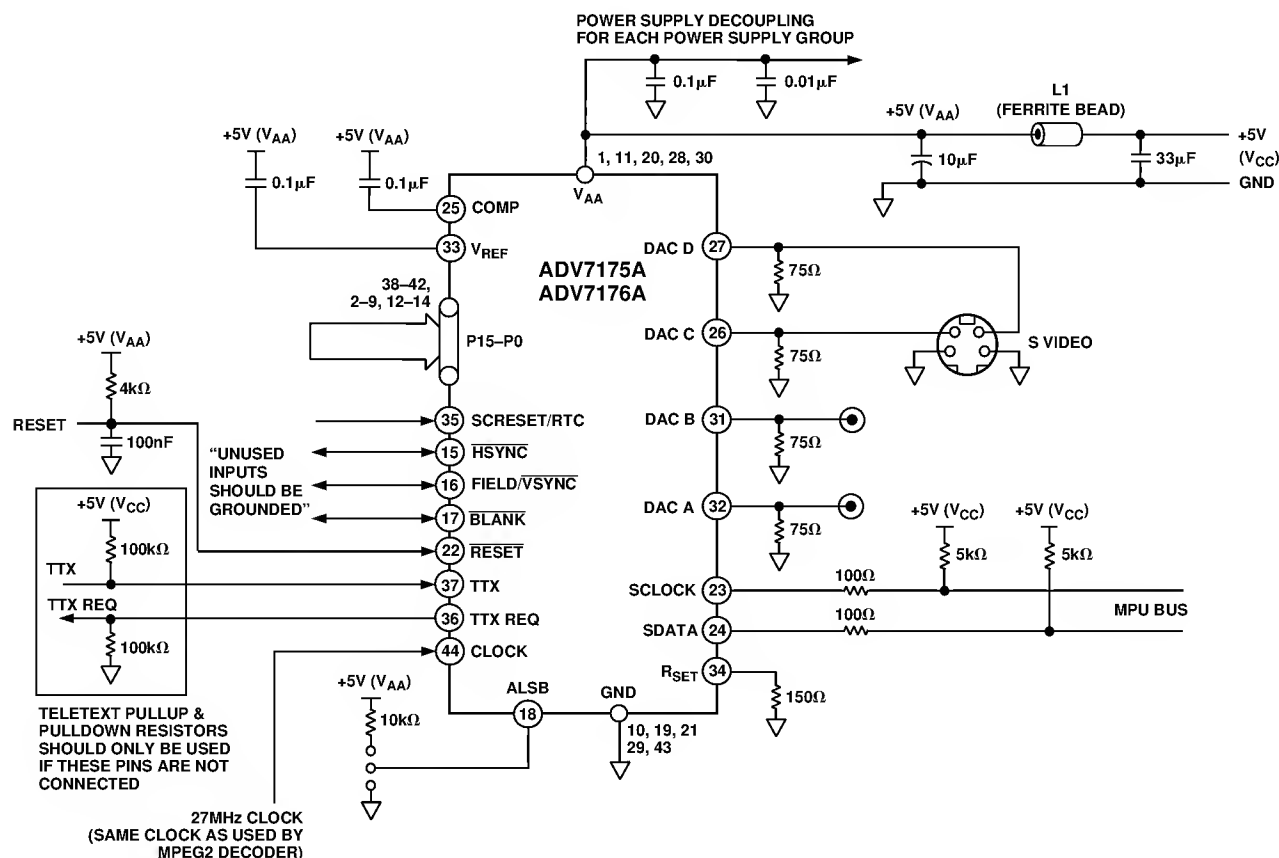 POWER SUPPLY DECOUPLING
FOR EACH POWER SUPPLY GROUP
0.1µF
0.01µF
L1
(FERRITE BEAD)
+5V (VAA)
+5V
(VCC)
10µF
33µF
GND
+5V (VAA)
+5V (VAA)
0.1µF
0.1µF
1, 11, 20, 28, 30
VAA
25
COMP
33
VREF
ADV7175A
ADV7176A
38–42,
2–9, 12–14
P15–P0
DAC D
27
75Ω
DAC C
26
75Ω
S VIDEO
DAC B
31
75Ω
DAC A
32
75Ω
+5V (VAA)
4kΩ
RESET
100nF
"UNUSED
INPUTS
SHOULD BE
GROUNDED"
35
SCRESET/RTC
15
HSYNC
16
FIELD/VSYNC
17
BLANK
22
RESET
37
TTX
36
TTX REQ
44
CLOCK
+5V (VCC)
100kΩ
TTX
TTX REQ
100kΩ
TELETEXT PULLUP &
PULLDOWN RESISTORS
SHOULD ONLY BE USED
IF THESE PINS ARE NOT
CONNECTED
+5V (VCC)
+5V (VCC)
5kΩ
5kΩ
SCLOCK
23
100Ω
MPU BUS
SDATA
24
100Ω
RSET
34
150Ω
+5V (VAA)
10kΩ
ALSB
18
GND
10, 19, 21
29, 43
27MHz CLOCK
(SAME CLOCK AS USED BY
MPEG2 DECODER)